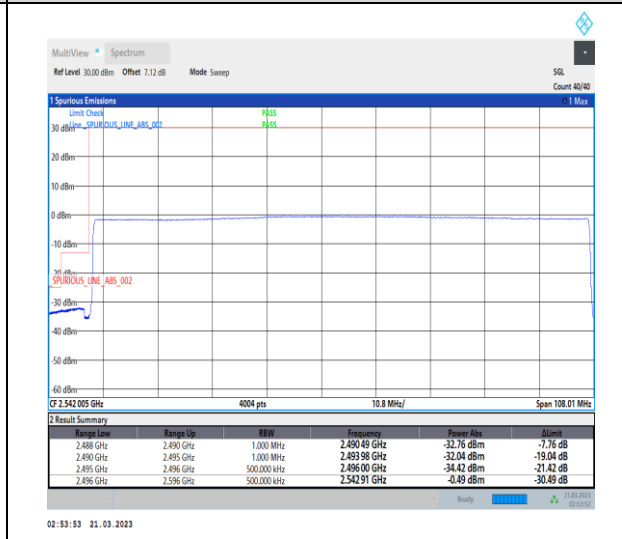 MultiView Spectrum
Ref Level 30.00 dBm Offset 7.12 dB Mode Sweep SGL
Count 40/40
1 Spurious Emissions 1 Max
Limit Check PASS
Line _SPURIOUS_LINE_ABS_002 PASS
30 dBm
20 dBm
10 dBm
0 dBm
-10 dBm
-20 dBm
_SPURIOUS_LINE_ABS_002
-30 dBm
-40 dBm
-50 dBm
-60 dBm
CF 2.542 005 GHz 4004 pts 10.8 MHz/ Span 108.01 MHz
2 Result Summary
Range Low Range Up RBW Frequency Power Abs ΔLimit
2.488 GHz 2.490 GHz 1.000 MHz 2.490 49 GHz -32.76 dBm -7.76 dB
2.490 GHz 2.495 GHz 1.000 MHz 2.493 98 GHz -32.04 dBm -19.04 dB
2.495 GHz 2.496 GHz 500.000 kHz 2.496 00 GHz -34.42 dBm -21.42 dB
2.496 GHz 2.596 GHz 500.000 kHz 2.542 91 GHz -0.49 dBm -30.49 dB
Ready 21.03.2023
02:53:52
02:53:53 21.03.2023